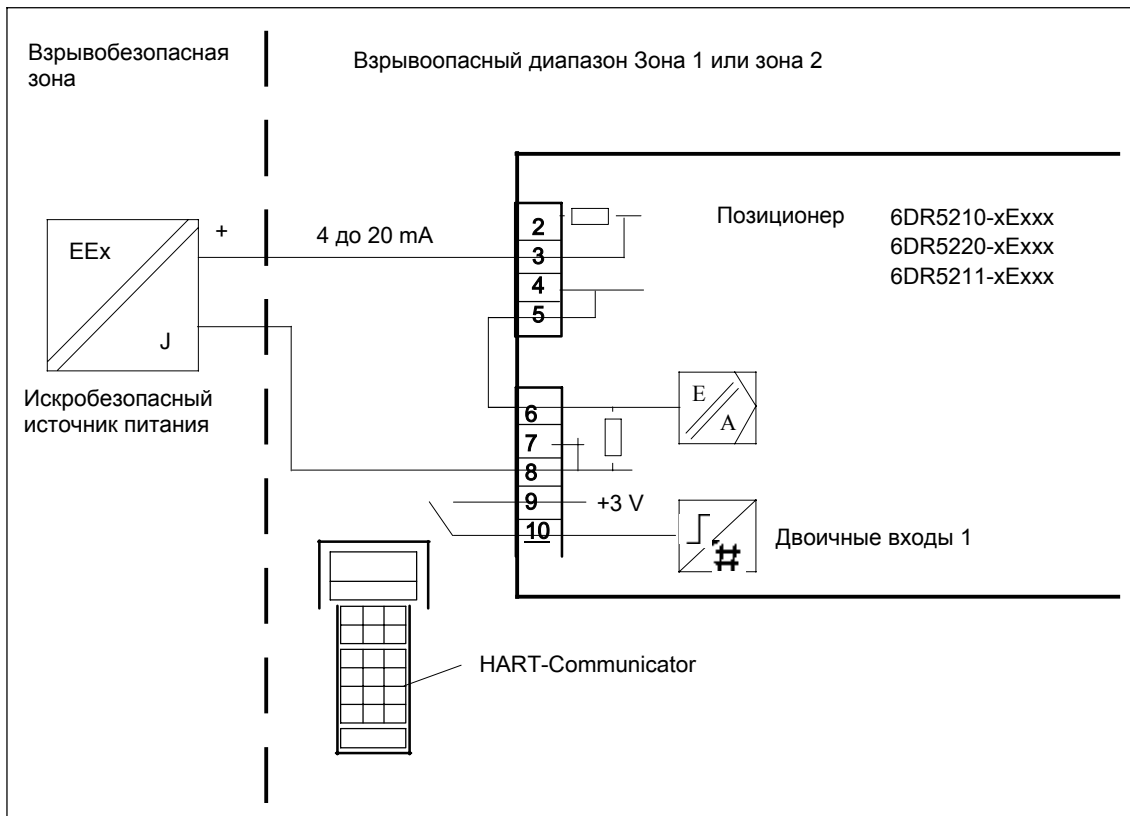 Взрывобезопасная
зона
Взрывоопасный диапазон Зона 1 или зона 2
EEx
J
+
4 до 20 mA
Искробезопасный
источник питания
2
3
4
5
Позиционер
6DR5210-xExxx
6DR5220-xExxx
6DR5211-xExxx
6
7
8
9
10
E
A
+3 V
Двоичные входы 1
HART-Communicator